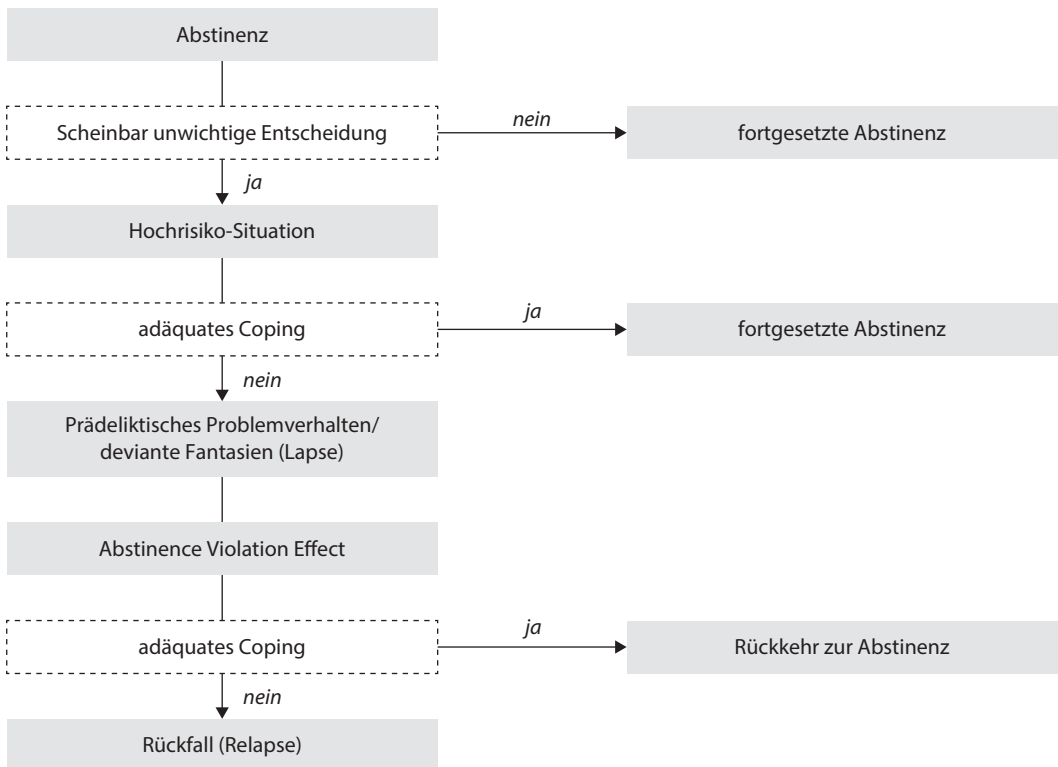 Abstinenz
Scheinbar unwichtige Entscheidung
nein
fortgesetzte Abstinenz
ja
Hochrisiko-Situation
adäquates Coping
ja
fortgesetzte Abstinenz
nein
Prädeliktisches Problemverhalten/
deviante Fantasien (Lapse)
Abstinence Violation Effect
adäquates Coping
ja
Rückkehr zur Abstinenz
nein
Rückfall (Relapse)